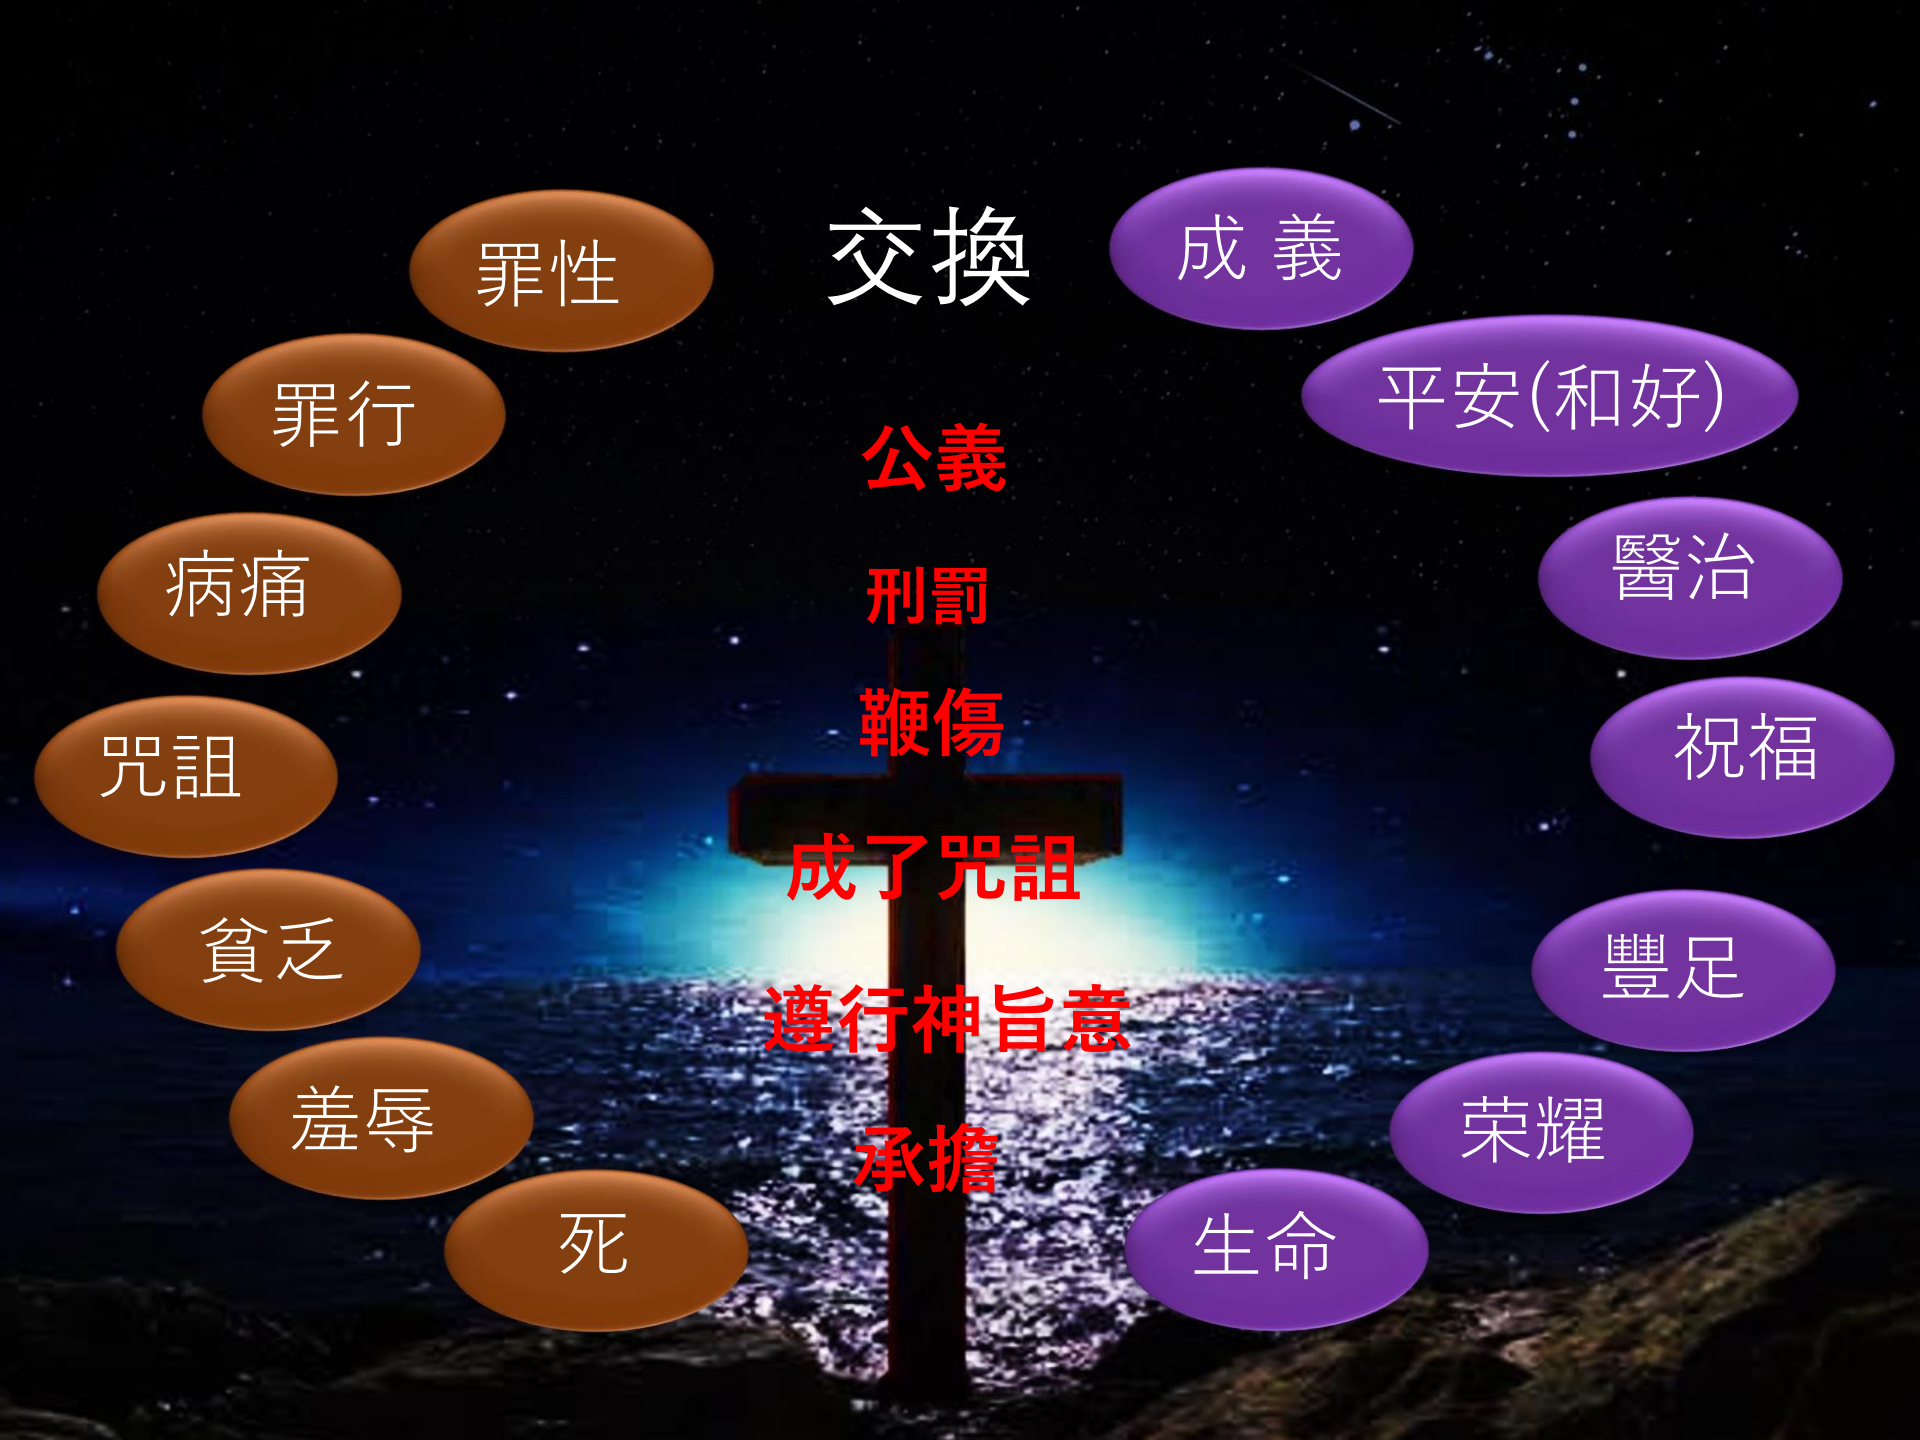 交換
罪性
成 義
罪行
平安(和好)
公義
病痛
刑罰
醫治
咒詛
鞭傷
祝福
成了咒詛
貧乏
豐足
遵行神旨意
羞辱
承擔
荣耀
死
生命